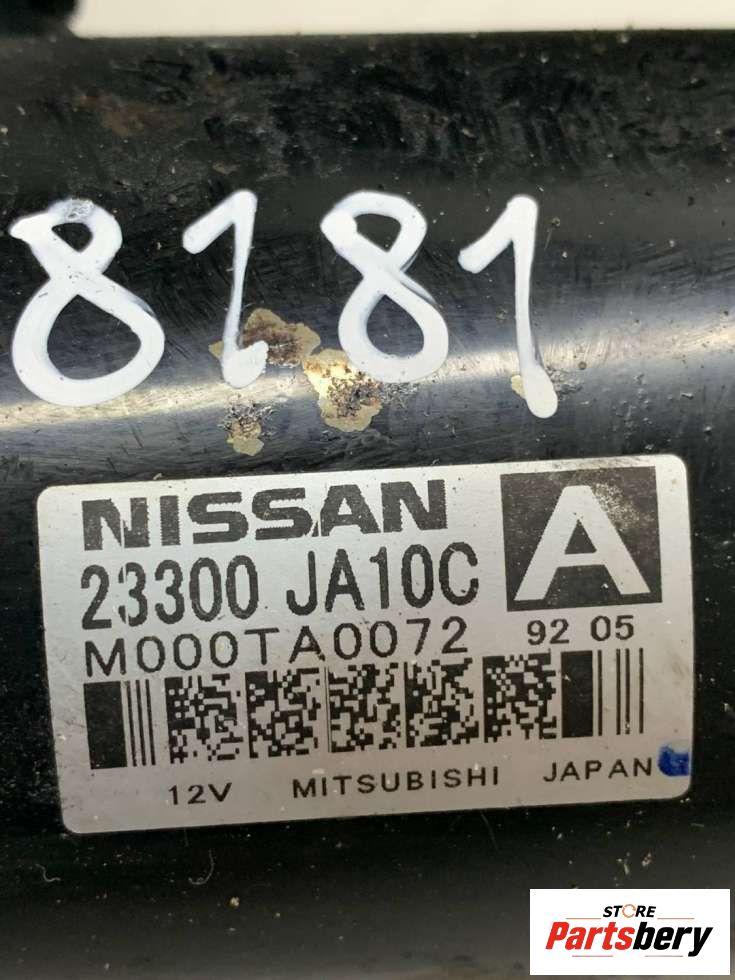 8181
NISSAN
23300 JA10C
A
M000TA0072
92 05
12V MITSUBISHI JAPAN
STORE
Partsbery